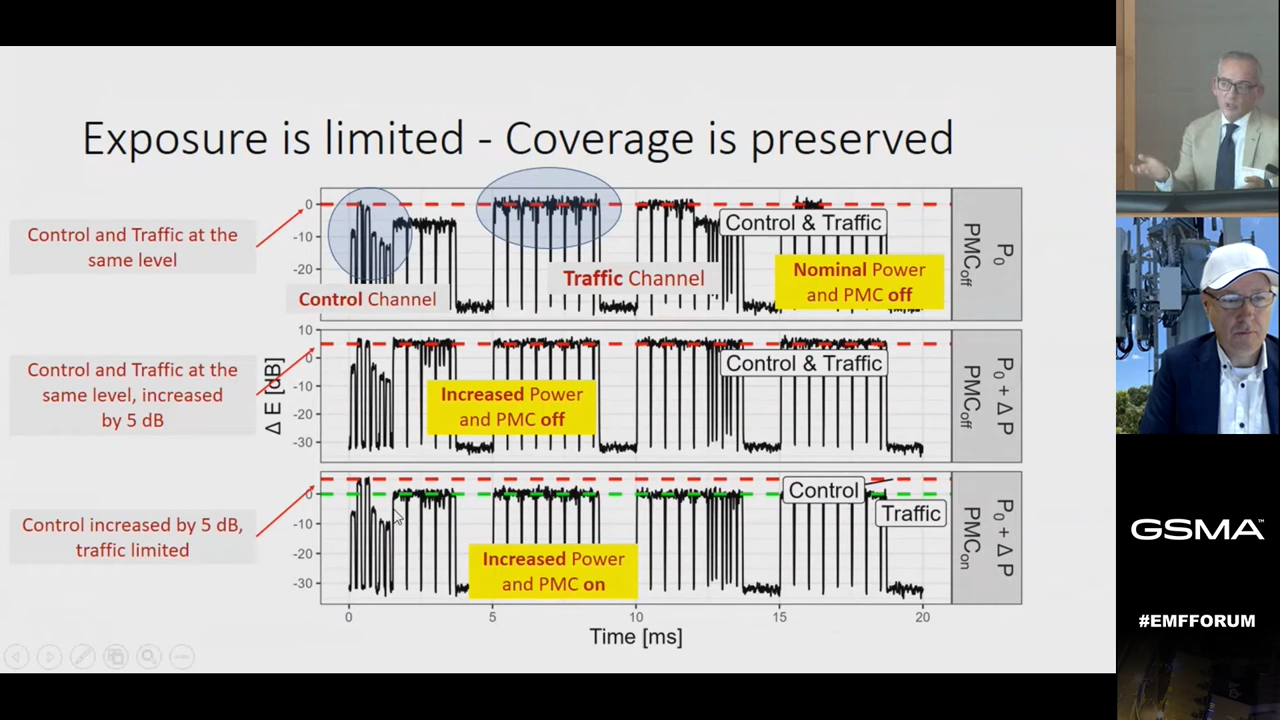 Exposure is limited - Coverage is preserved
Control and Traffic at the
same level
0
-10
-20
-30
Control Channel
Traffic Channel
Control & Traffic
Nominal Power
and PMC off
P0
PMCoff
Control and Traffic at the
same level, increased
by 5 dB
Δ E [dB]
10
0
-10
-20
-30
Increased Power
and PMC off
Control & Traffic
P0 + Δ P
PMCoff
Control increased by 5 dB,
traffic limited
0
-10
-20
-30
Increased Power
and PMC on
Control
Traffic
P0 + Δ P
PMCon
0
5
10
15
20
Time [ms]
GSMA™
#EMFFORUM